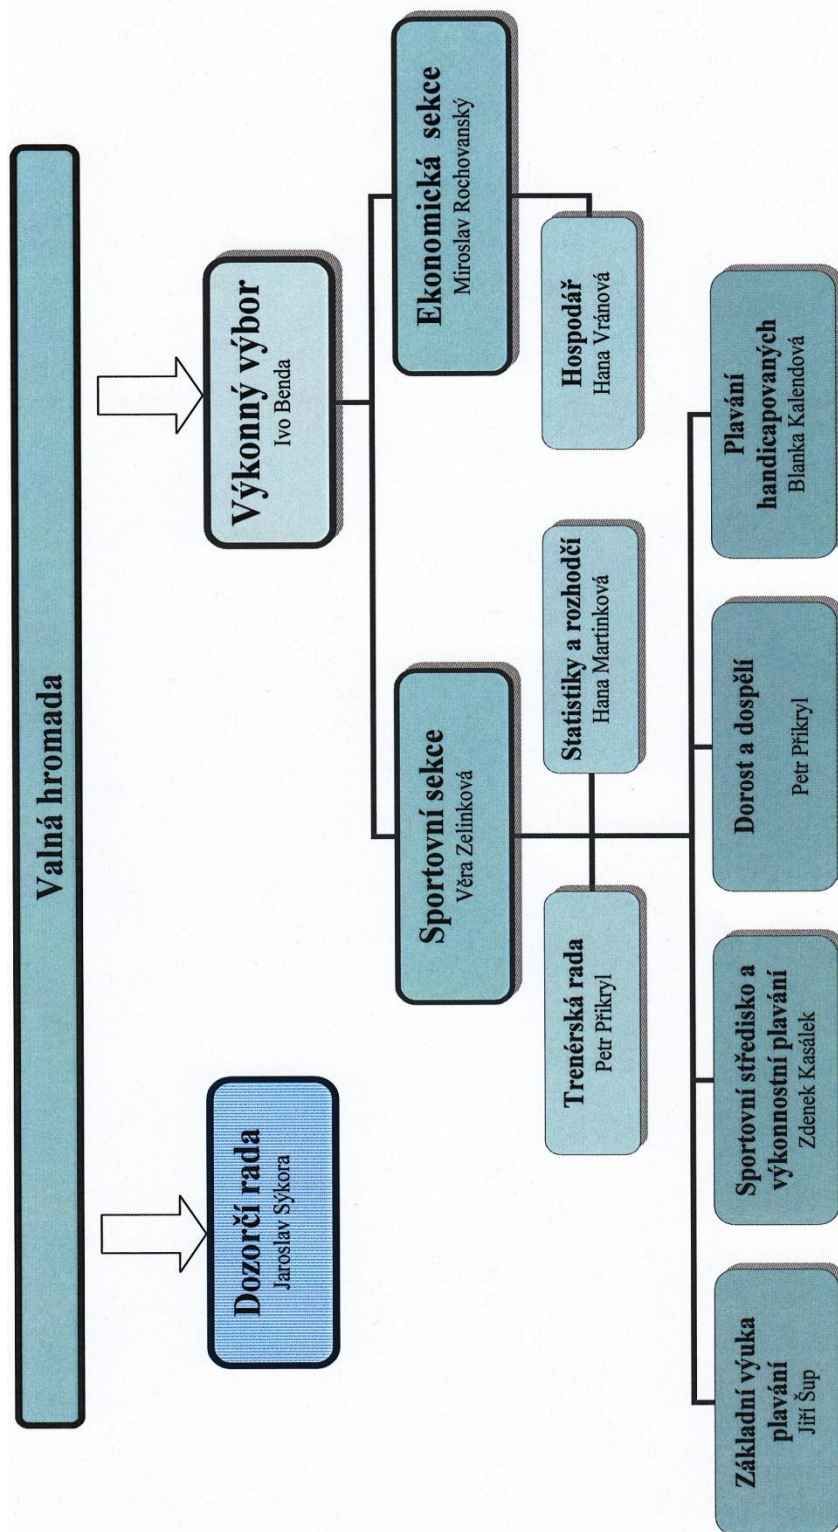 Valná hromada
Dozorčí rada
Jaroslav Sýkora
Výkonný výbor
Ivo Benda
Sportovní sekce
Věra Zelinková
Ekonomická sekce
Miroslav Rochovanský
Trenérská rada
Petr Přikryl
Statistiky a rozhodčí
Hana Martinková
Hospodář
Hana Vránová
Základní výuka
plavání
Jiří Šup
Sportovní středisko a
výkonnostní plavání
Zdenek Kasálek
Dorost a dospělí
Petr Přikryl
Plavání
handicapovaných
Blanka Kalendová